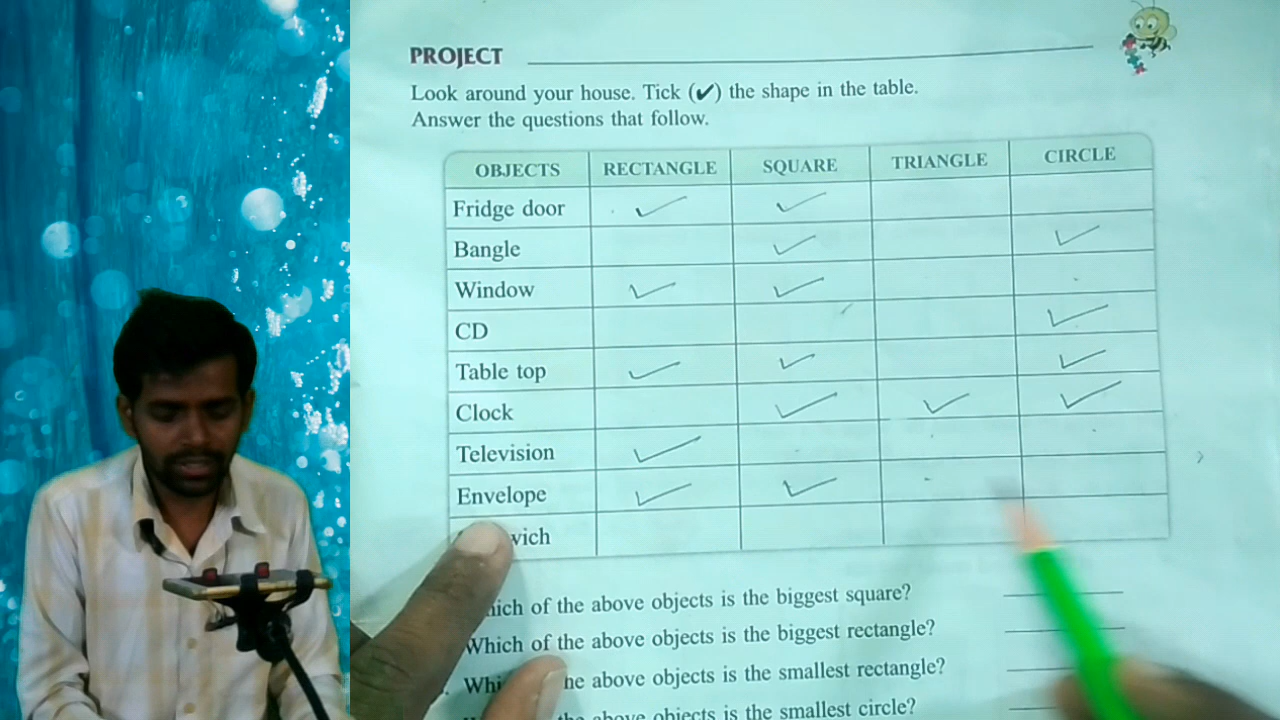 PROJECT
Look around your house. Tick (✔) the shape in the table.
Answer the questions that follow.
OBJECTS RECTANGLE SQUARE TRIANGLE CIRCLE
Fridge door ✓ ✓
Bangle ✓ ✓
Window ✓ ✓
CD ✓
Table top ✓ ✓ ✓
Clock ✓ ✓ ✓
Television ✓
Envelope ✓ ✓
of the above objects is the biggest square?
Which of the above objects is the biggest rectangle?
above objects is the smallest rectangle?
above objects is the smallest circle?